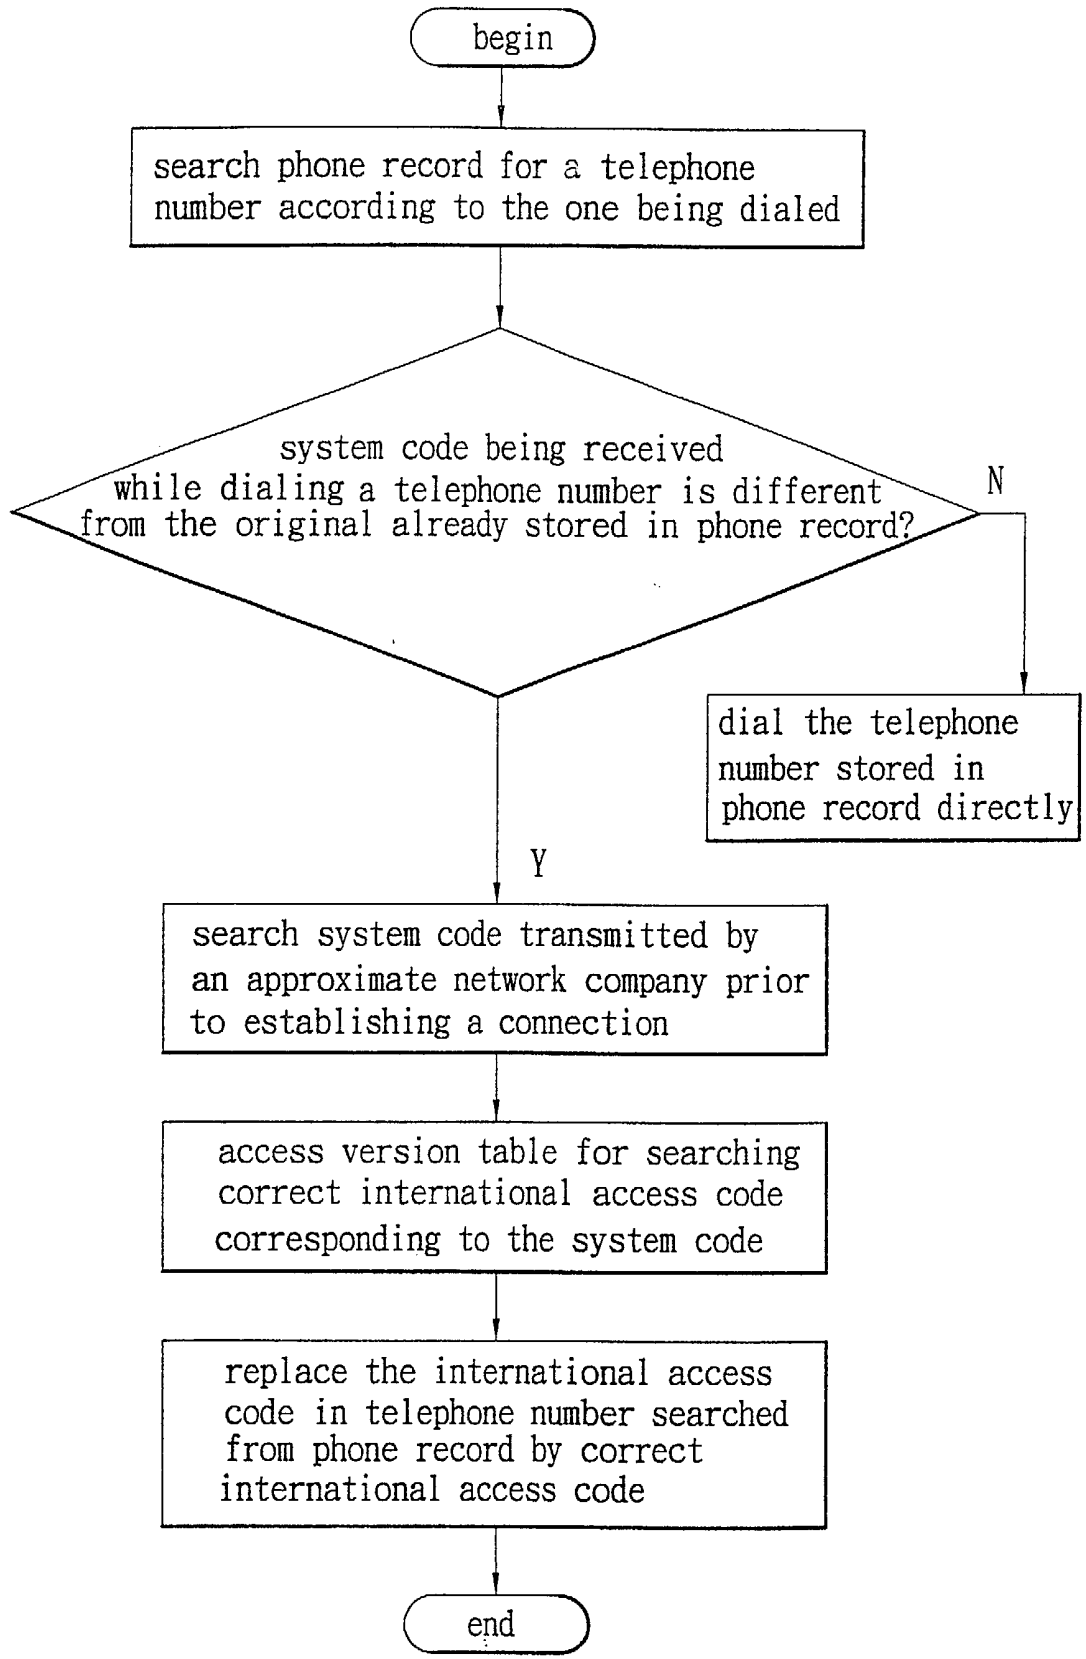 begin
search phone record for a telephone
number according to the one being dialed
system code being received
while dialing a telephone number is different
from the original already stored in phone record?
N
dial the telephone
number stored in
phone record directly
Y
search system code transmitted by
an approximate network company prior
to establishing a connection
access version table for searching
correct international access code
corresponding to the system code
replace the international access
code in telephone number searched
from phone record by correct
international access code
end